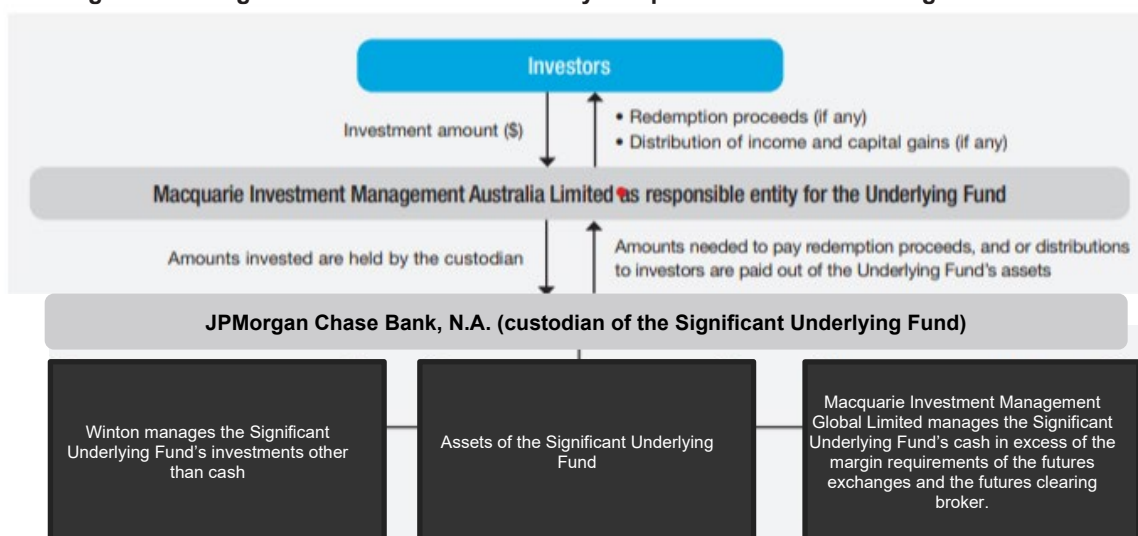 Investors
Investment amount ($)
• Redemption proceeds (if any)
• Distribution of income and capital gains (if any)
Macquarie Investment Management Australia Limited as responsible entity for the Underlying Fund
Amounts invested are held by the custodian
Amounts needed to pay redemption proceeds, and or distributions
to investors are paid out of the Underlying Fund's assets
JPMorgan Chase Bank, N.A. (custodian of the Significant Underlying Fund)
Winton manages the Significant
Underlying Fund's investments other
than cash
Assets of the Significant Underlying
Fund
Macquarie Investment Management
Global Limited manages the Significant
Underlying Fund's cash in excess of the
margin requirements of the futures
exchanges and the futures clearing
broker.